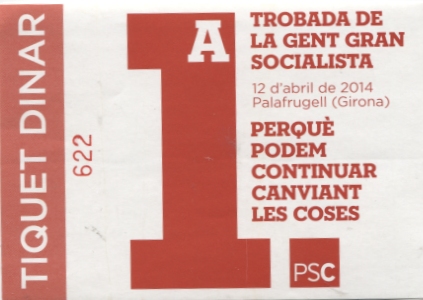 TIQUET DINAR
622
1A
TROBADA DE
LA GENT GRAN
SOCIALISTA
12 d'abril de 2014
Palafrugell (Girona)
PERQUÈ
PODEM
CONTINUAR
CANVIANT
LES COSES
PSC